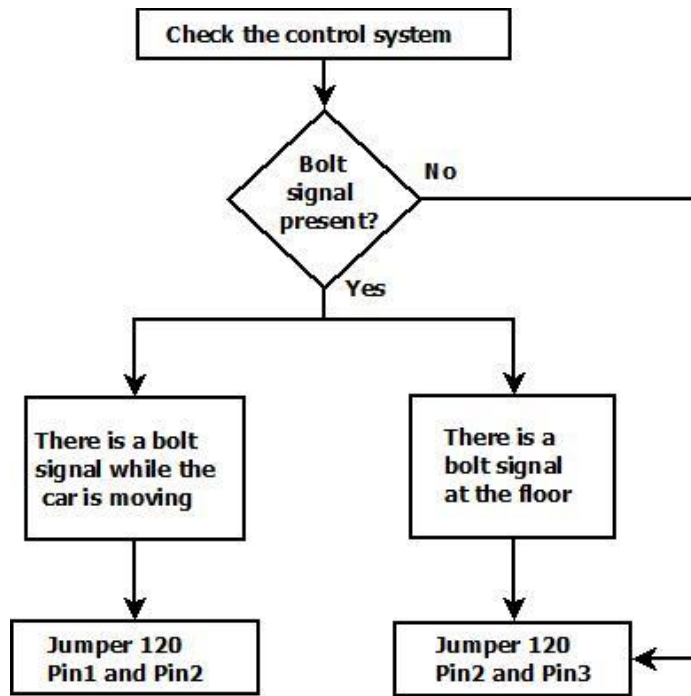 Check the control system
Bolt
signal
present?
No
Yes
There is a bolt
signal while the
car is moving
There is a
bolt signal
at the floor
Jumper 120
Pin1 and Pin2
Jumper 120
Pin2 and Pin3